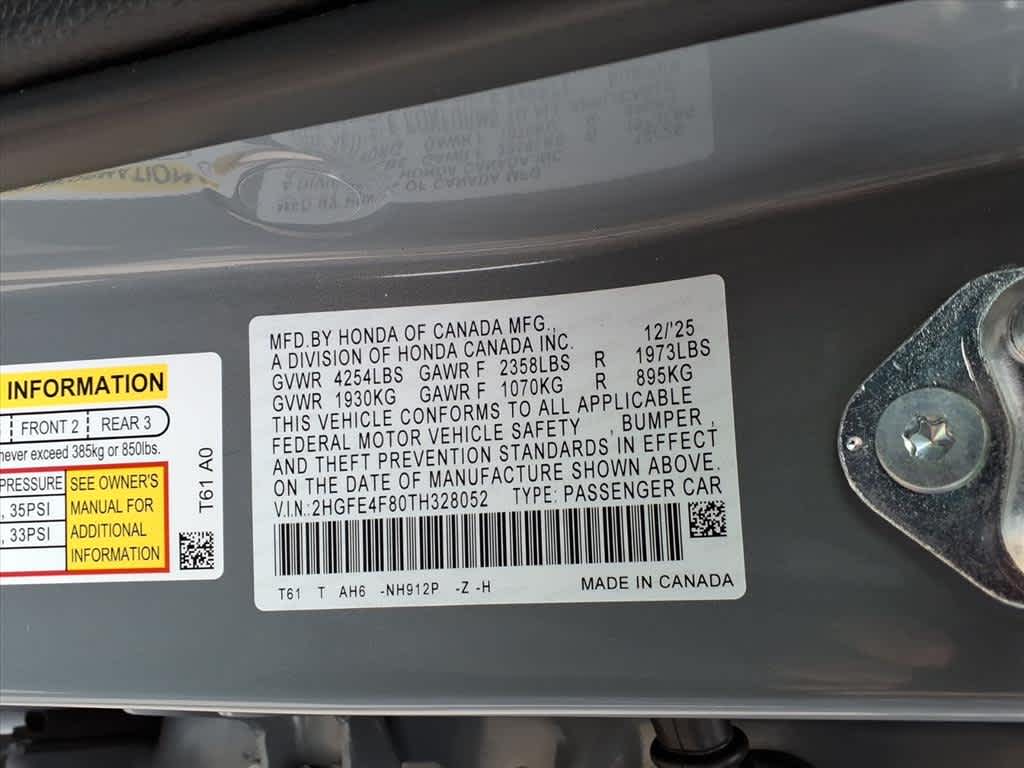 MFD.BY HONDA OF CANADA MFG., 12/'25
A DIVISION OF HONDA CANADA INC.
GVWR 4254LBS GAWR F 2358LBS R 1973LBS
GVWR 1930KG GAWR F 1070KG R 895KG
THIS VEHICLE CONFORMS TO ALL APPLICABLE
FEDERAL MOTOR VEHICLE SAFETY , BUMPER ,
AND THEFT PREVENTION STANDARDS IN EFFECT
ON THE DATE OF MANUFACTURE SHOWN ABOVE.
V.I.N.:2HGFE4F80TH328052 TYPE: PASSENGER CAR
T61 T AH6 -NH912P -Z -H MADE IN CANADA
INFORMATION
FRONT 2 REAR 3
never exceed 385kg or 850lbs.
PRESSURE SEE OWNER'S
, 35PSI MANUAL FOR
, 33PSI ADDITIONAL
INFORMATION
T61 A0